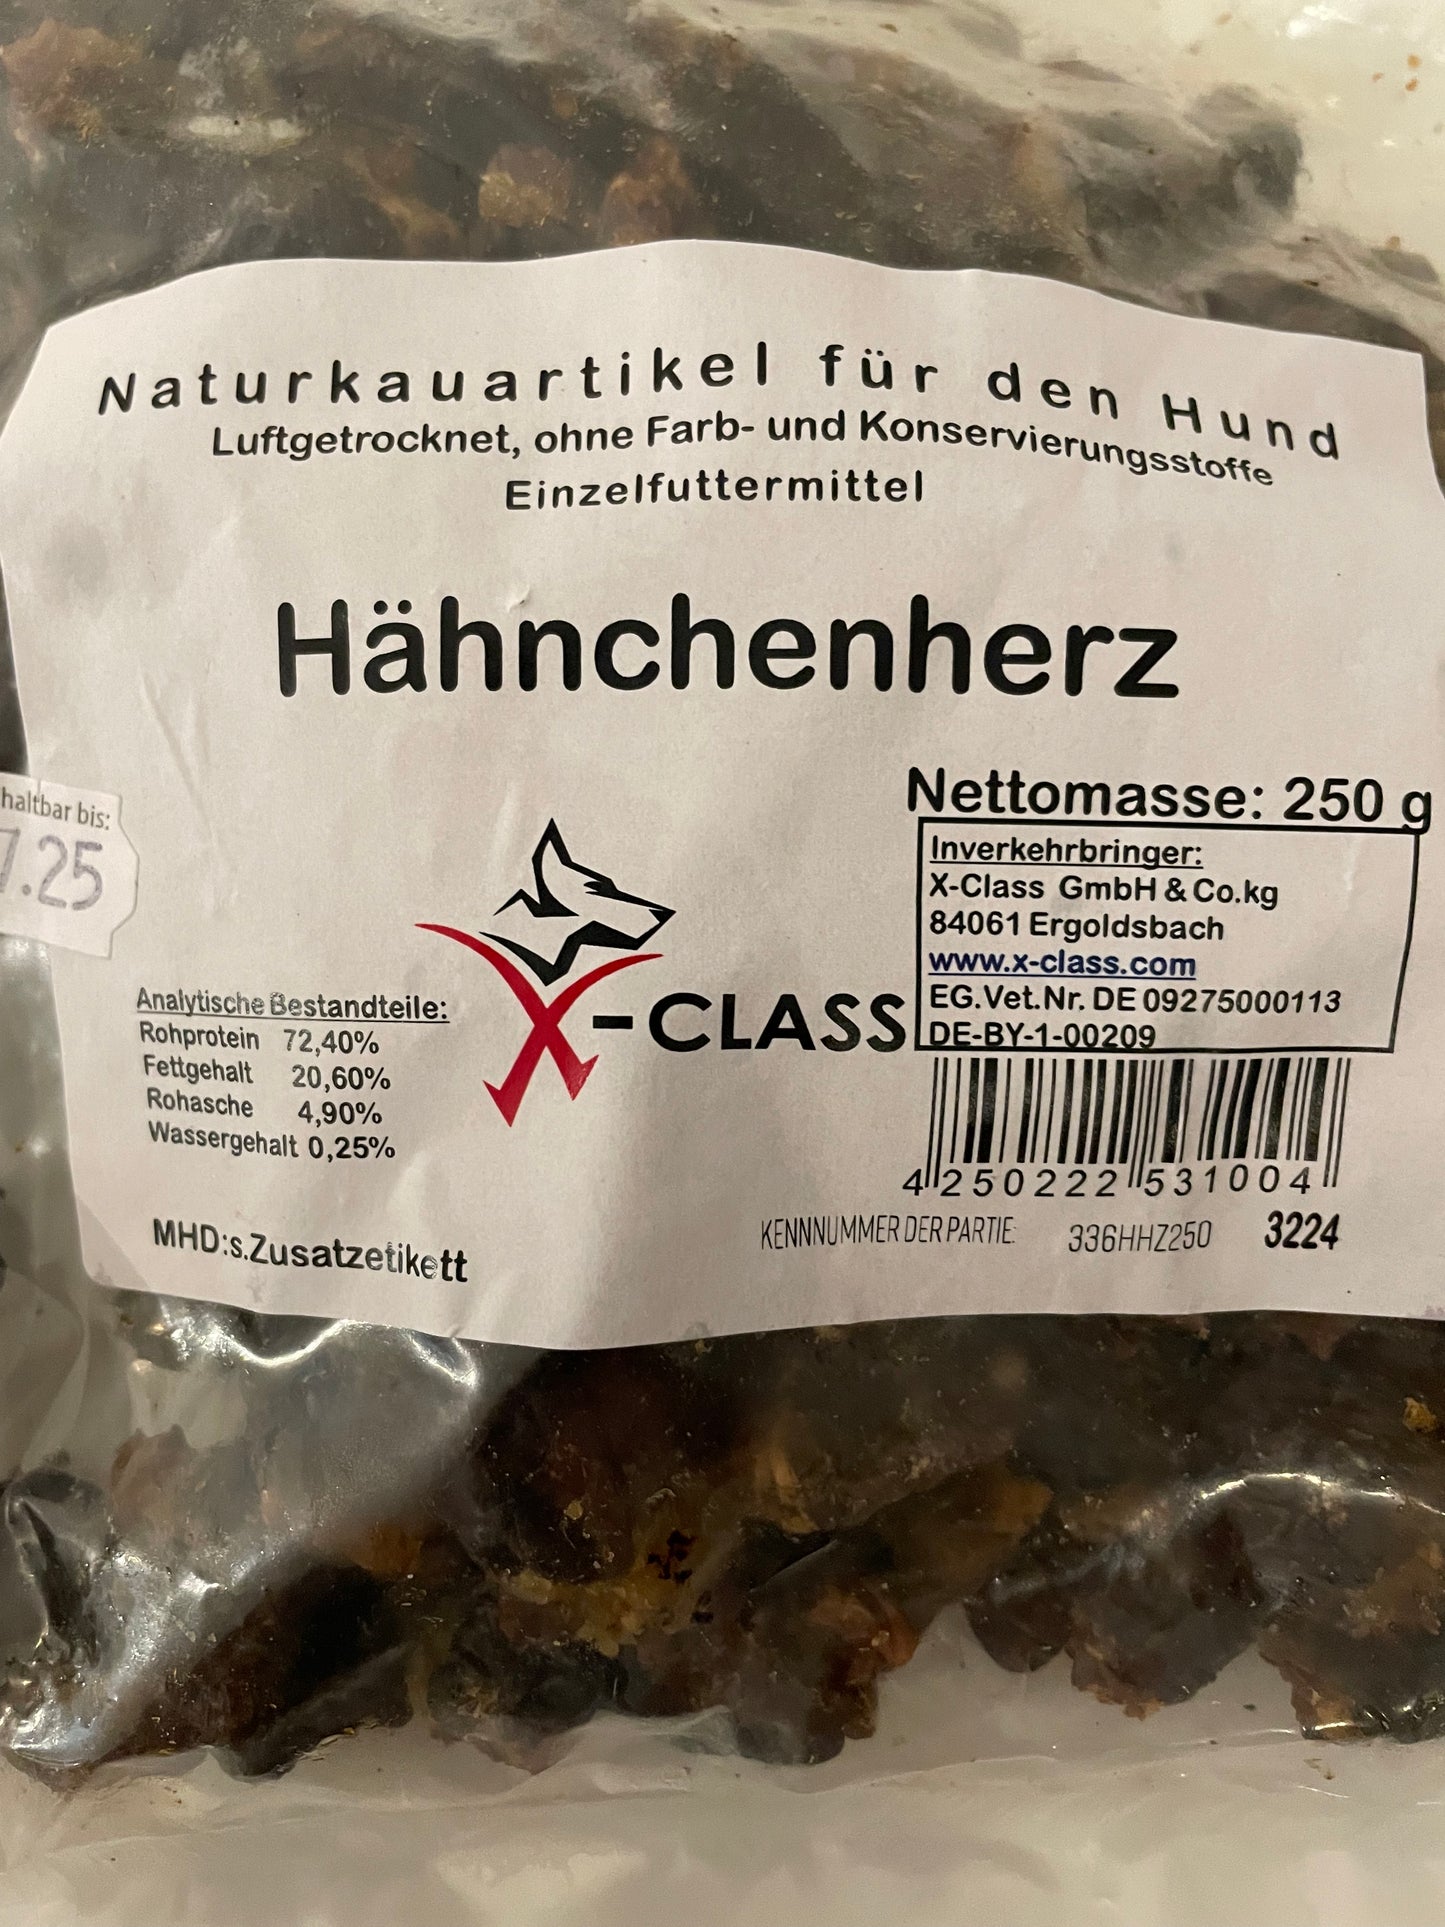 Naturkauartikel für den Hund
Luftgetrocknet, ohne Farb- und Konservierungsstoffe
Einzelfuttermittel
Hähnchenherz
haltbar bis:
7.25
Nettomasse: 250 g
Inverkehrbringer:
X-Class GmbH & Co.kg
84061 Ergoldsbach
www.x-class.com
EG.Vet.Nr. DE 09275000113
DE-BY-1-00209
X-CLASS
Analytische Bestandteile:
Rohprotein 72,40%
Fettgehalt 20,60%
Rohasche 4,90%
Wassergehalt 0,25%
4 250222 531004
MHD:s.Zusatzetikett
KENNNUMMER DER PARTIE: 336HHZ250 3224